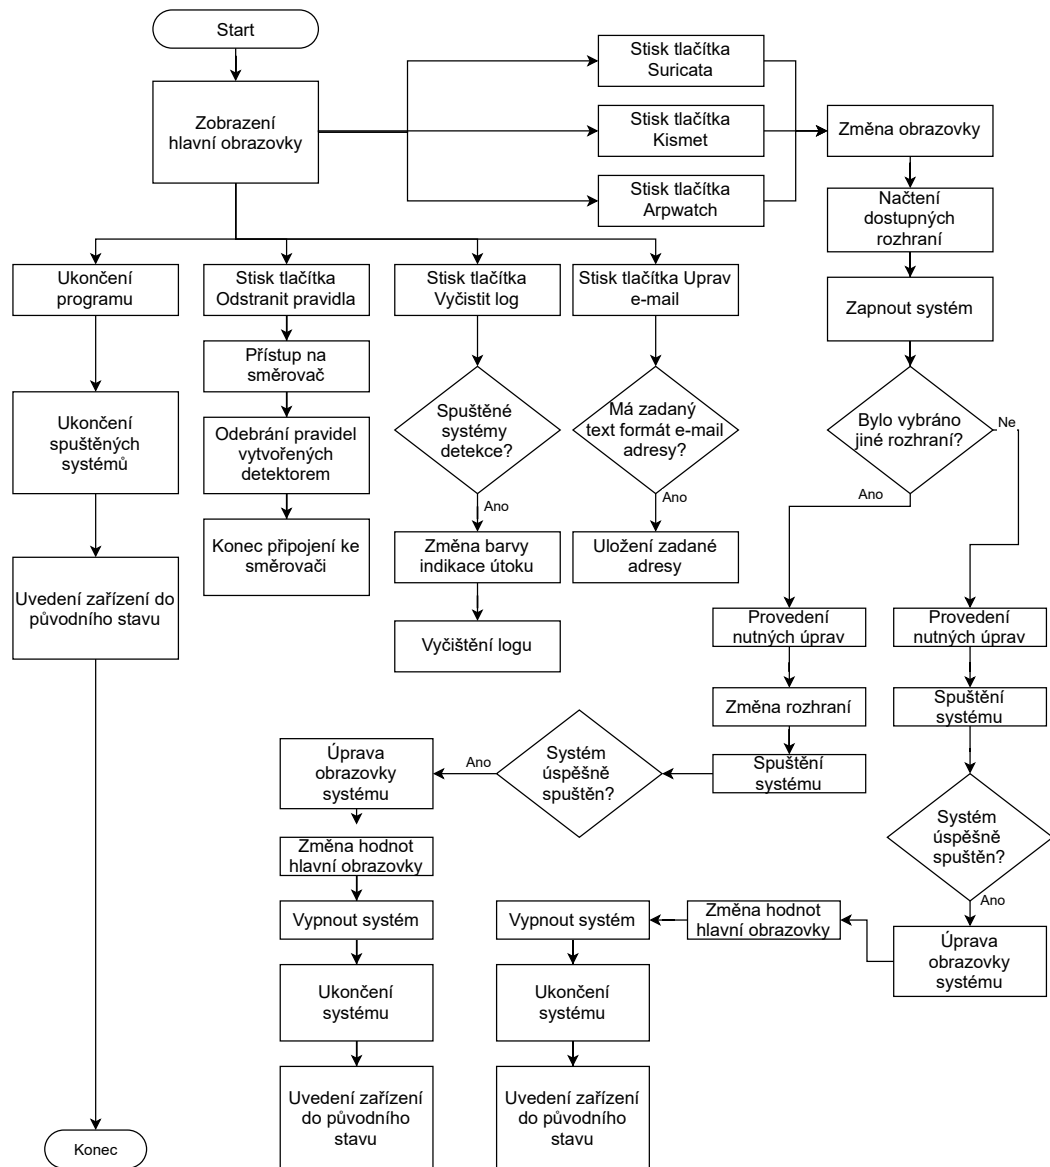 Start
Zobrazení
hlavní obrazovky
Stisk tlačítka
Suricata
Stisk tlačítka
Kismet
Stisk tlačítka
Arpwatch
Změna obrazovky
Načtení
dostupných
rozhraní
Zapnout systém
Ukončení
programu
Stisk tlačítka
Odstranit pravidla
Stisk tlačítka
Vyčistit log
Stisk tlačítka Uprav
e-mail
Přístup na
směrovač
Ukončení
spuštěných
systémů
Odebrání pravidel
vytvořených
detektorem
Spuštěné
systémy
detekce?
Má zadaný
text formát e-mail
adresy?
Bylo vybráno
jiné rozhraní?
Ne
Ano
Ano
Ano
Konec připojení ke
směrovači
Změna barvy
indikace útoku
Uložení zadané
adresy
Uvedení zařízení do
původního stavu
Vyčištění logu
Provedení
nutných úprav
Provedení
nutných úprav
Změna rozhraní
Spuštění
systému
Spuštění
systému
Systém
úspěšně
spuštěn?
Ano
Úprava
obrazovky
systému
Systém
úspěšně
spuštěn?
Ano
Změna hodnot
hlavní obrazovky
Vypnout systém
Vypnout systém
Změna hodnot
hlavní obrazovky
Úprava
obrazovky
systému
Ukončení
systému
Ukončení
systému
Uvedení zařízení
do původního
stavu
Uvedení zařízení
do původního
stavu
Konec